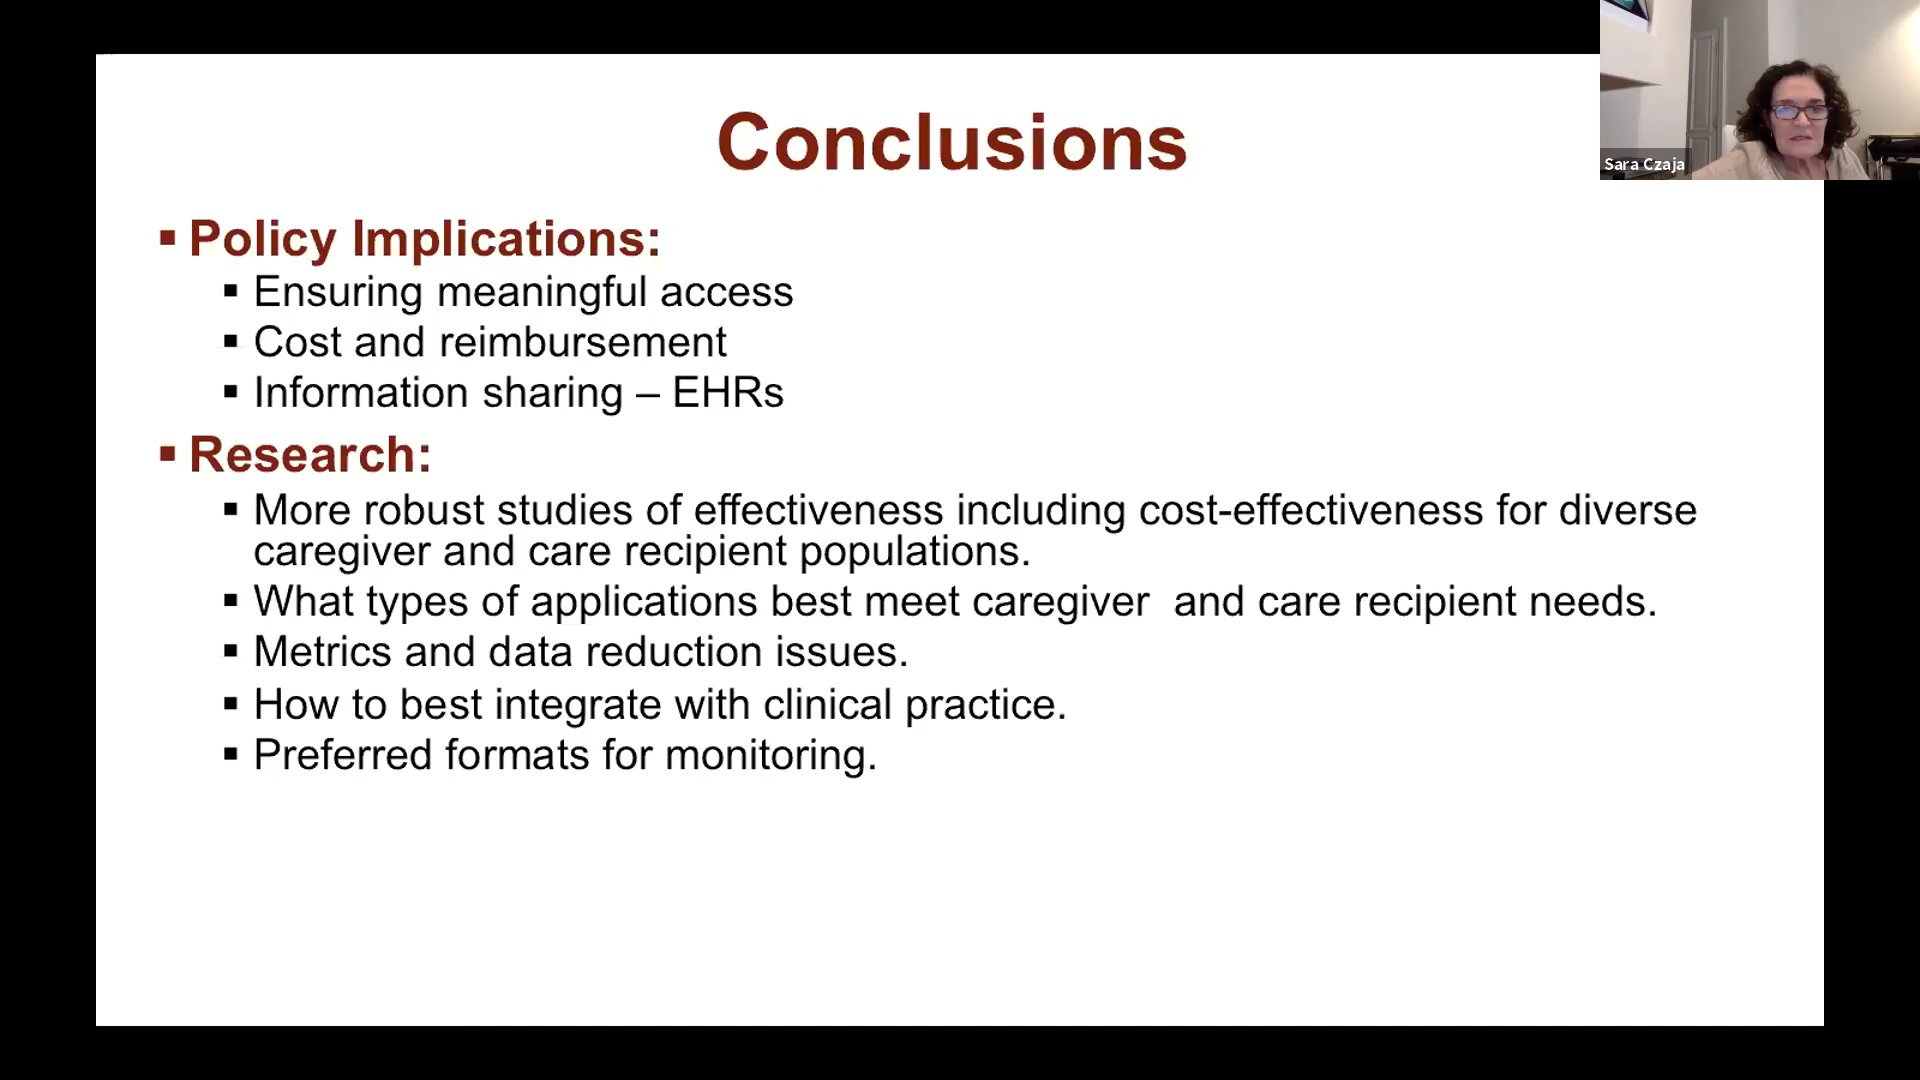 Conclusions
Sara Czaja
▪ Policy Implications:
▪ Ensuring meaningful access
▪ Cost and reimbursement
▪ Information sharing – EHRs
▪ Research:
▪ More robust studies of effectiveness including cost-effectiveness for diverse
caregiver and care recipient populations.
▪ What types of applications best meet caregiver  and care recipient needs.
▪ Metrics and data reduction issues.
▪ How to best integrate with clinical practice.
▪ Preferred formats for monitoring.